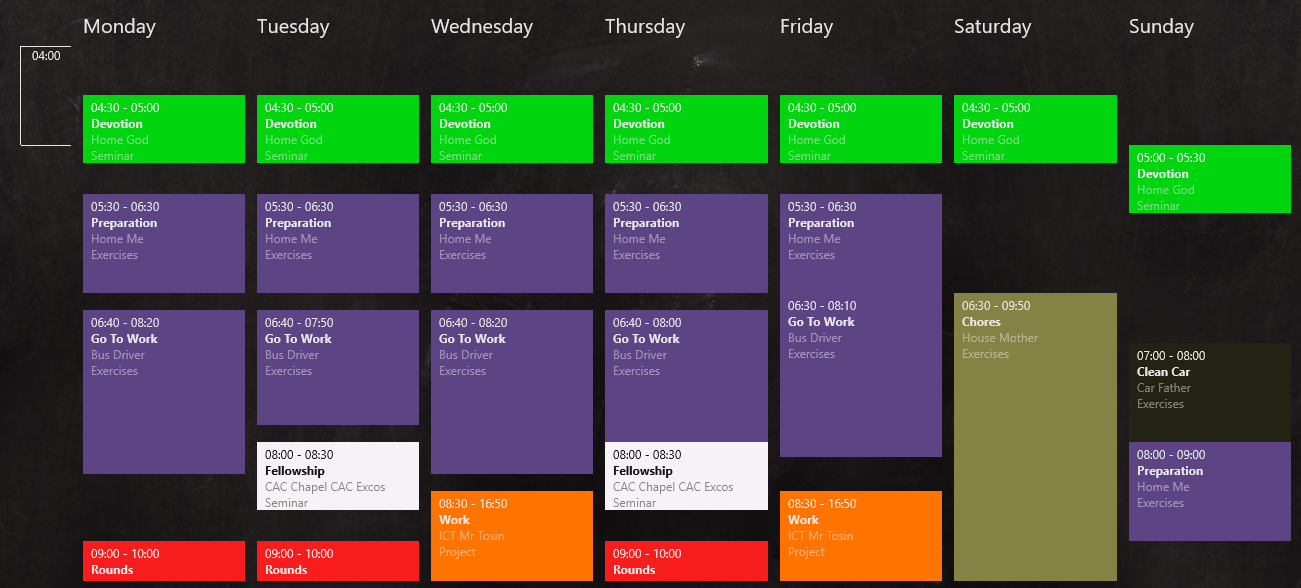 Monday
Tuesday
Wednesday
Thursday
Friday
Saturday
Sunday
04:00
04:30 - 05:00
Devotion
Home God
Seminar
05:30 - 06:30
Preparation
Home Me
Exercises
06:40 - 08:20
Go To Work
Bus Driver
Exercises
09:00 - 10:00
Rounds
04:30 - 05:00
Devotion
Home God
Seminar
05:30 - 06:30
Preparation
Home Me
Exercises
06:40 - 07:50
Go To Work
Bus Driver
Exercises
08:00 - 08:30
Fellowship
CAC Chapel CAC Excos
Seminar
09:00 - 10:00
Rounds
04:30 - 05:00
Devotion
Home God
Seminar
05:30 - 06:30
Preparation
Home Me
Exercises
06:40 - 08:20
Go To Work
Bus Driver
Exercises
08:30 - 16:50
Work
ICT Mr Tosin
Project
04:30 - 05:00
Devotion
Home God
Seminar
05:30 - 06:30
Preparation
Home Me
Exercises
06:40 - 08:00
Go To Work
Bus Driver
Exercises
08:00 - 08:30
Fellowship
CAC Chapel CAC Excos
Seminar
09:00 - 10:00
Rounds
04:30 - 05:00
Devotion
Home God
Seminar
05:30 - 06:30
Preparation
Home Me
Exercises
06:30 - 08:10
Go To Work
Bus Driver
Exercises
08:30 - 16:50
Work
ICT Mr Tosin
Project
04:30 - 05:00
Devotion
Home God
Seminar
06:30 - 09:50
Chores
House Mother
Exercises
05:00 - 05:30
Devotion
Home God
Seminar
07:00 - 08:00
Clean Car
Car Father
Exercises
08:00 - 09:00
Preparation
Home Me
Exercises